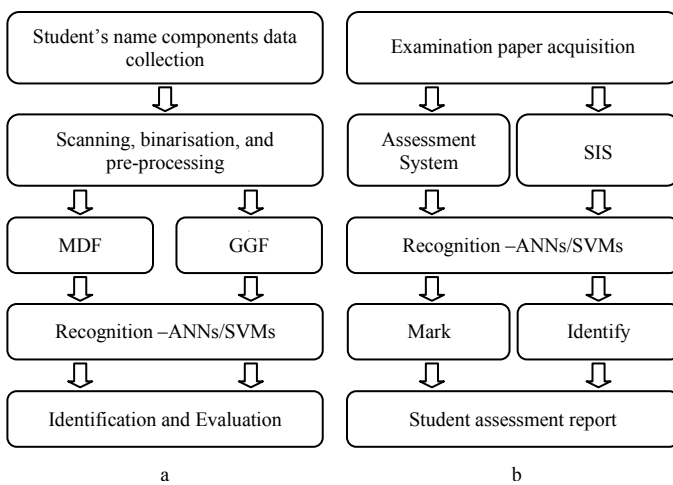 Student’s name components data
collection
Scanning, binarisation, and
pre-processing
MDF
GGF
Recognition –ANNs/SVMs
Identification and Evaluation
a
Examination paper acquisition
Assessment
System
SIS
Recognition –ANNs/SVMs
Mark
Identify
Student assessment report
b